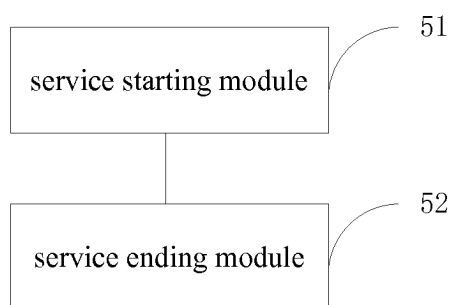 51
service starting module
52
service ending module